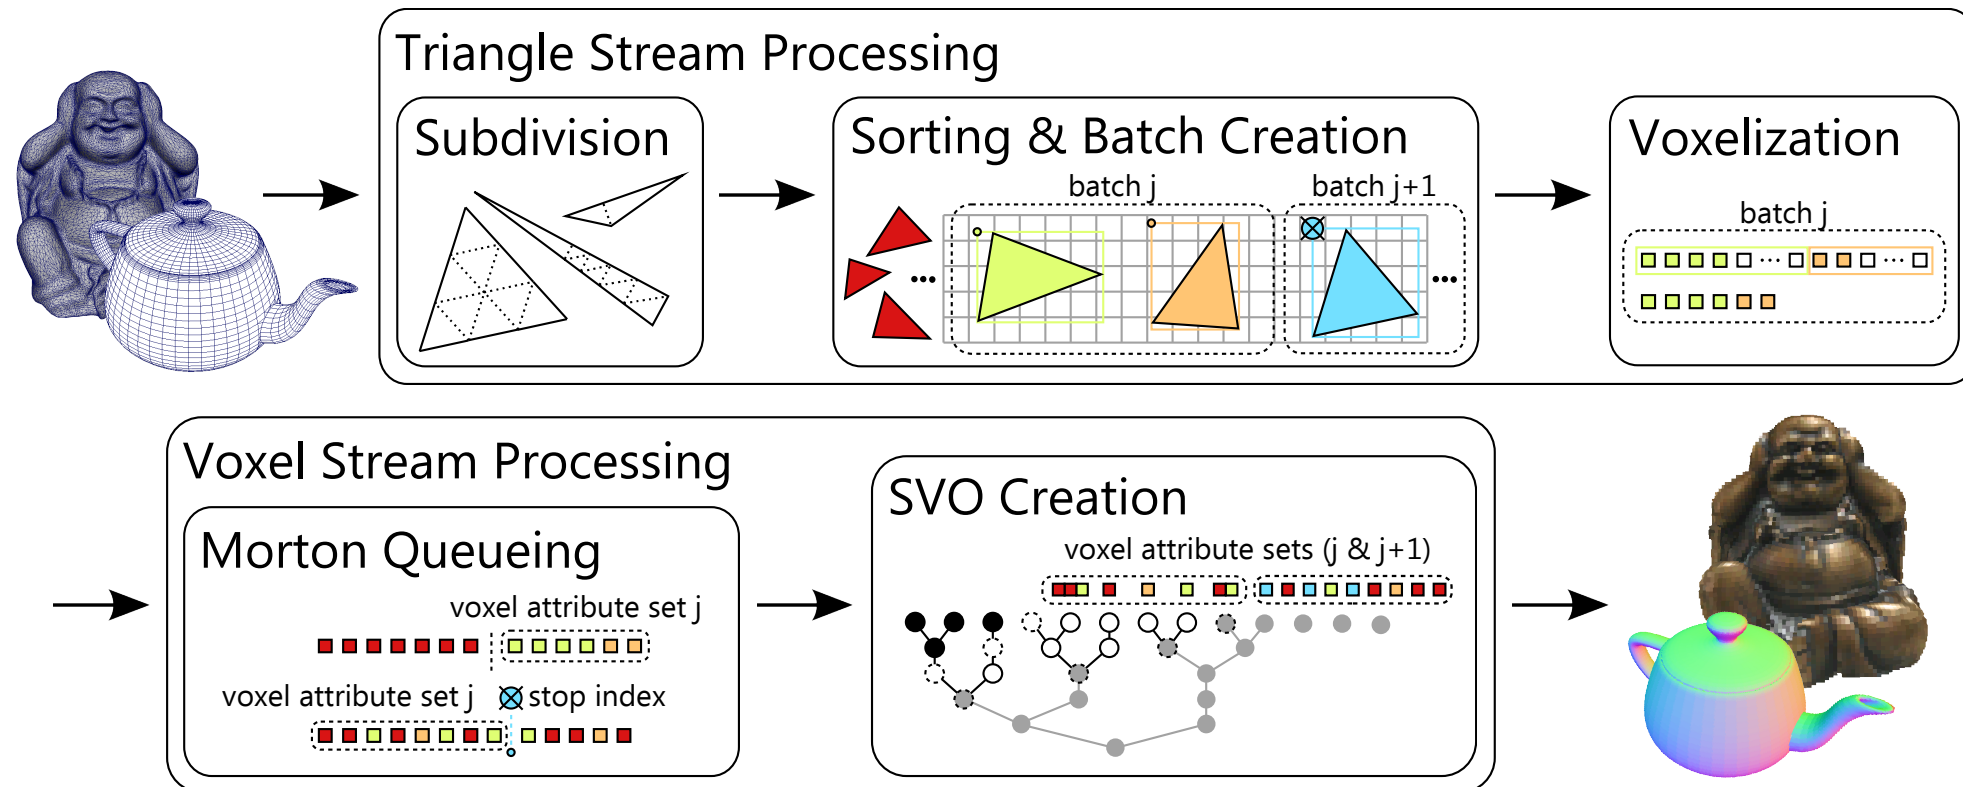 Triangle Stream Processing
Subdivision
Sorting & Batch Creation
batch j
batch j+1
Voxelization
batch j
Voxel Stream Processing
Morton Queueing
voxel attribute set j
voxel attribute set j
stop index
SVO Creation
voxel attribute sets (j & j+1)